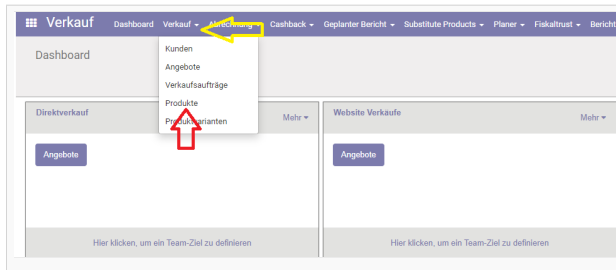 Verkauf Dashboard Verkauf Abrechnung Cashback Geplanter Bericht Substitute Products Planer Fiskaltrust Bericht
Dashboard
Kunden
Angebote
Verkaufsaufträge
Produkte
Produktvarianten
Direktverkauf Mehr
Angebote
Hier klicken, um ein Team-Ziel zu definieren
Website Verkäufe Mehr
Angebote
Hier klicken, um ein Team-Ziel zu definieren